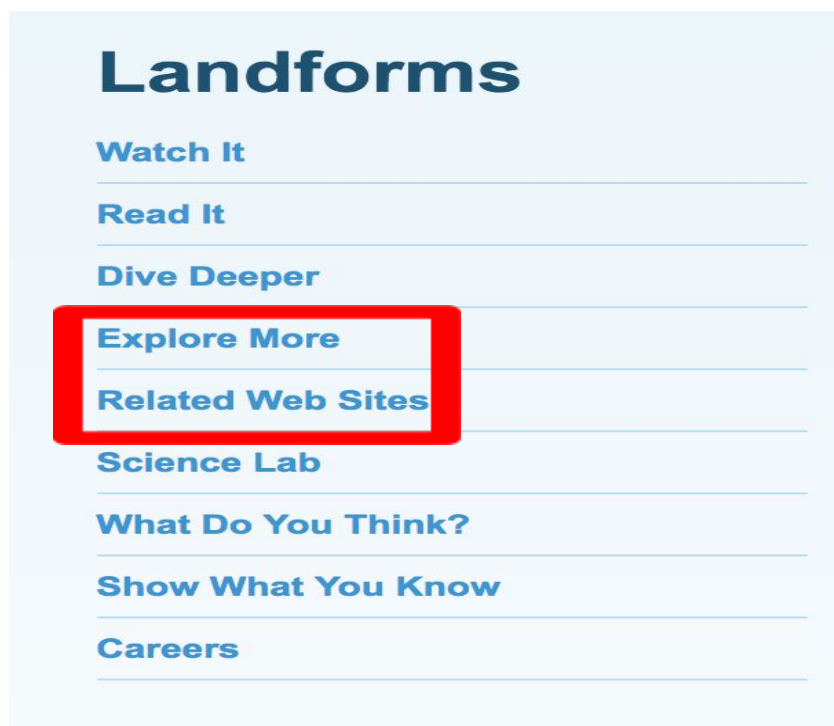 Landforms
Watch It
Read It
Dive Deeper
Explore More
Related Web Sites
Science Lab
What Do You Think?
Show What You Know
Careers